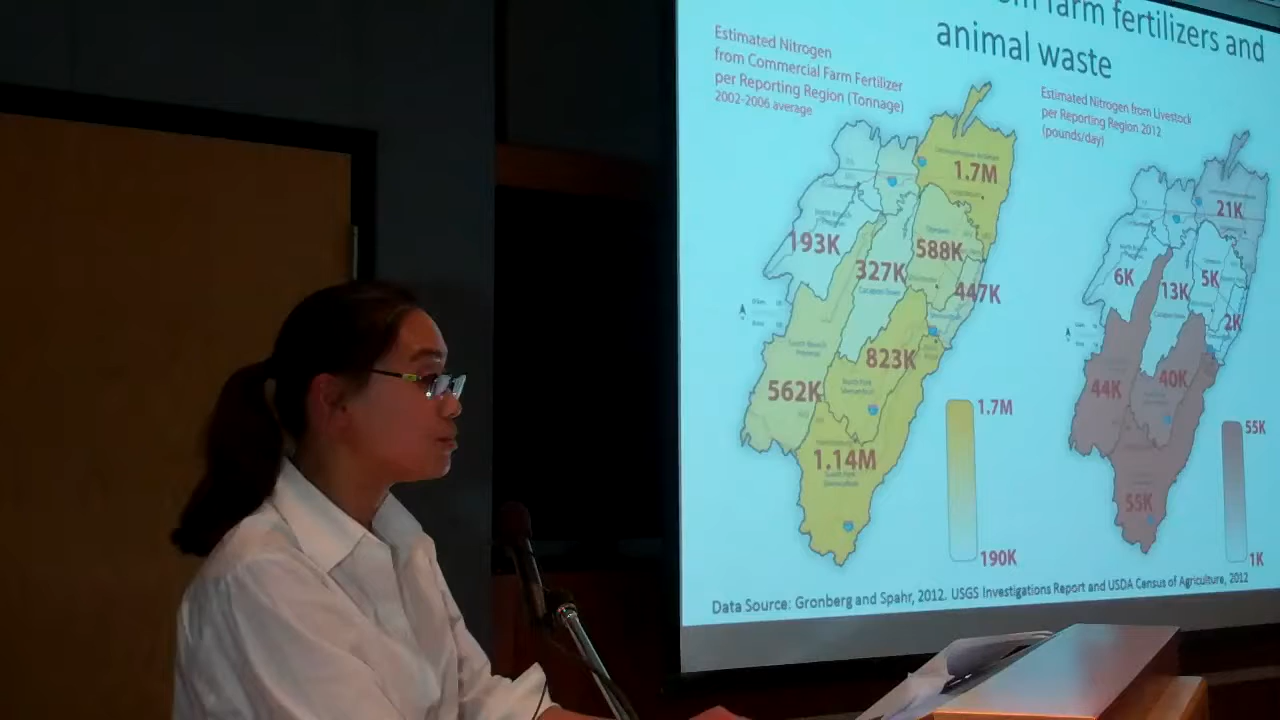 farm fertilizers and
animal waste
Estimated Nitrogen
from Commercial Farm Fertilizer
per Reporting Region (Tonnage)
2002-2006 average
1.7M
193K
588K
327K
447K
823K
562K
1.14M
1.7M
190K
Estimated Nitrogen from Livestock
per Reporting Region 2012
(pounds/day)
21K
6K
5K
13K
2K
44K
40K
55K
55K
1K
Data Source: Gronberg and Spahr, 2012. USGS Investigations Report and USDA Census of Agriculture, 2012